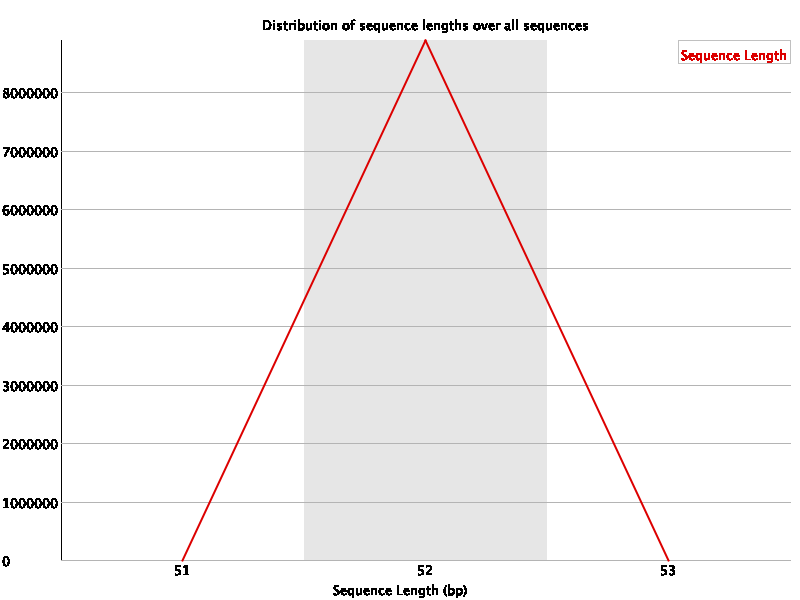 Distribution of sequence lengths over all sequences
Sequence Length
8000000
7000000
6000000
5000000
4000000
3000000
2000000
1000000
0
51 52 53
Sequence Length (bp)